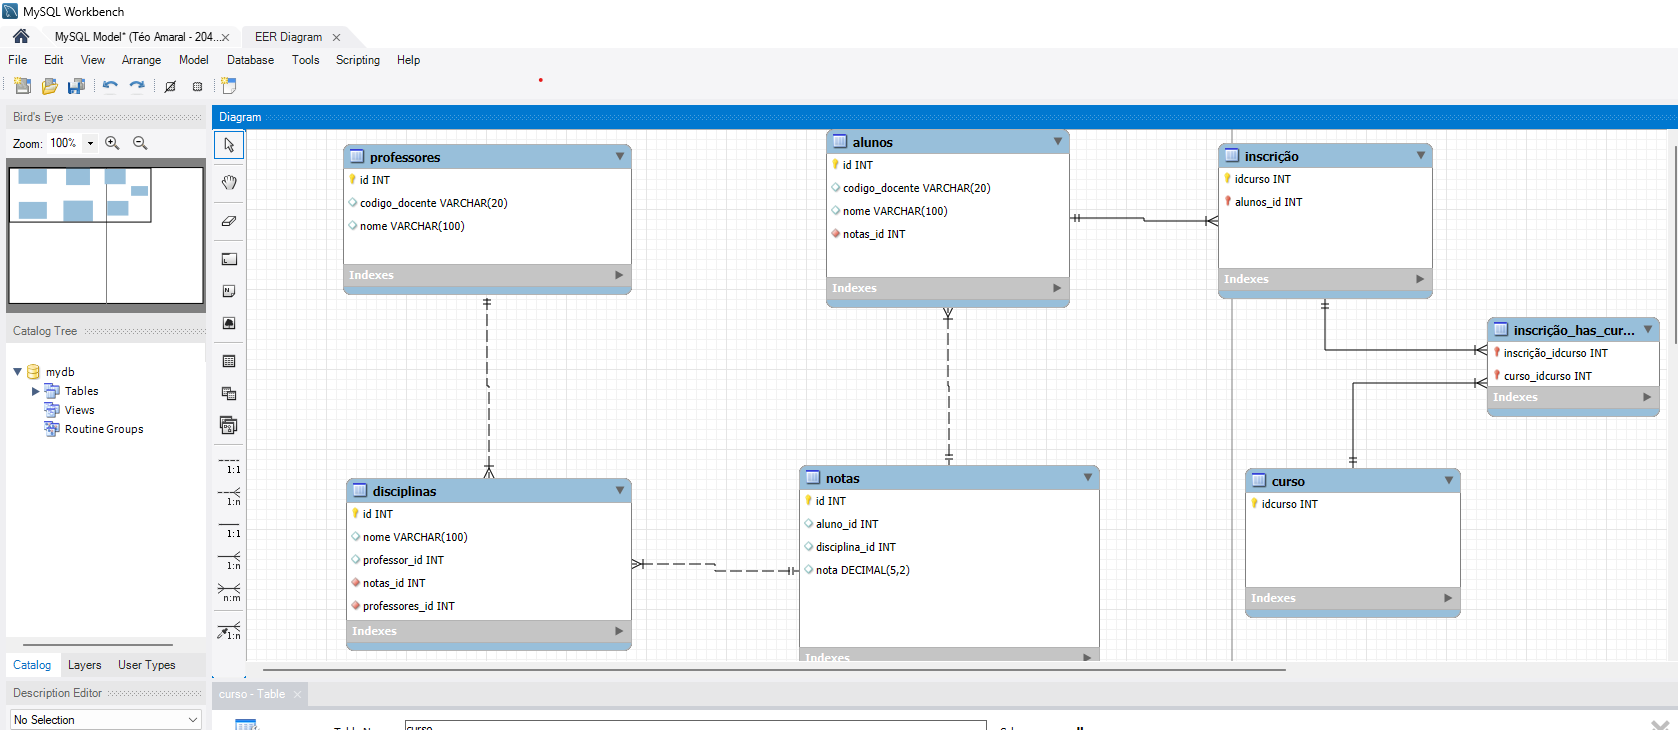 MySQL Workbench
MySQL Model* (Téo Amaral - 204...
EER Diagram
File Edit View Arrange Model Database Tools Scripting Help
Bird's Eye
Zoom: 100%
Catalog Tree
mydb
Tables
Views
Routine Groups
Catalog Layers User Types
Description Editor
No Selection
Diagram
1:1
1:n
1:1
1:n
n:m
1:n
professores
id INT
codigo_docente VARCHAR(20)
nome VARCHAR(100)
Indexes
alunos
id INT
codigo_docente VARCHAR(20)
nome VARCHAR(100)
notas_id INT
Indexes
inscrição
idcurso INT
alunos_id INT
Indexes
inscrição_has_cur...
inscrição_idcurso INT
curso_idcurso INT
Indexes
disciplinas
id INT
nome VARCHAR(100)
professor_id INT
notas_id INT
professores_id INT
Indexes
notas
id INT
aluno_id INT
disciplina_id INT
nota DECIMAL(5,2)
Indexes
curso
idcurso INT
Indexes
curso - Table
curso